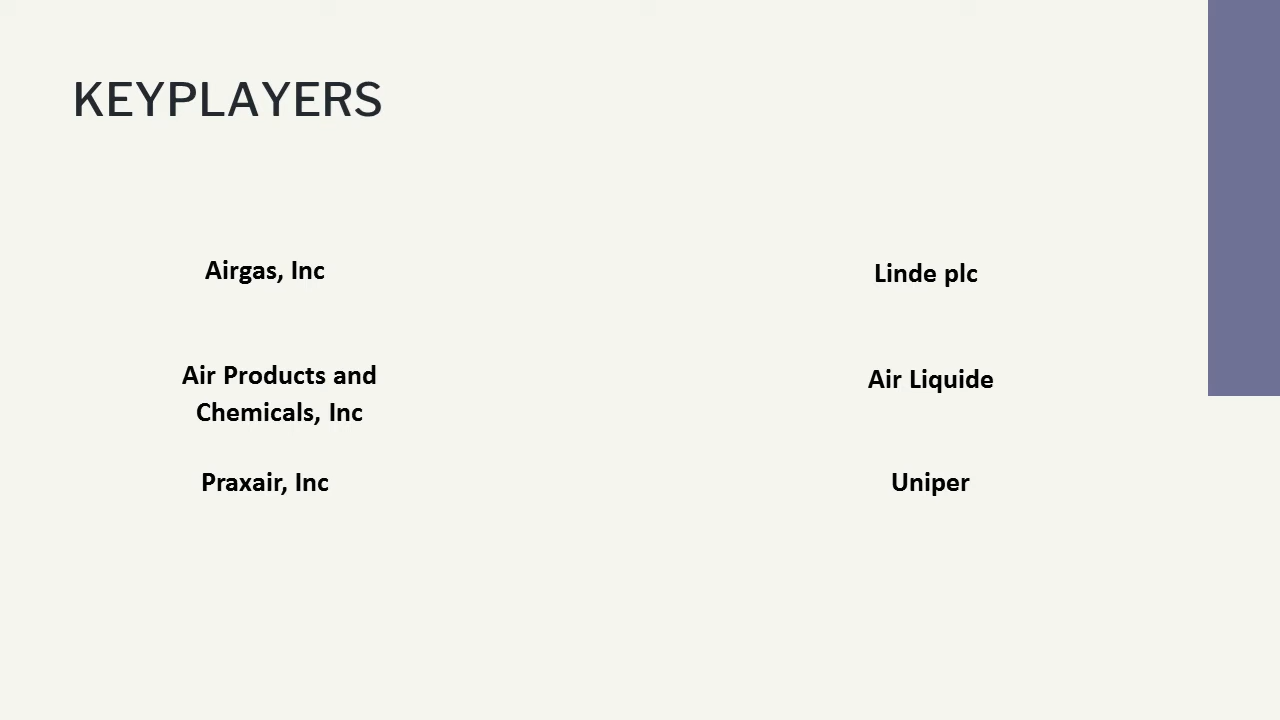 KEYPLAYERS
Airgas, Inc
Linde plc
Air Products and
Chemicals, Inc
Air Liquide
Praxair, Inc
Uniper